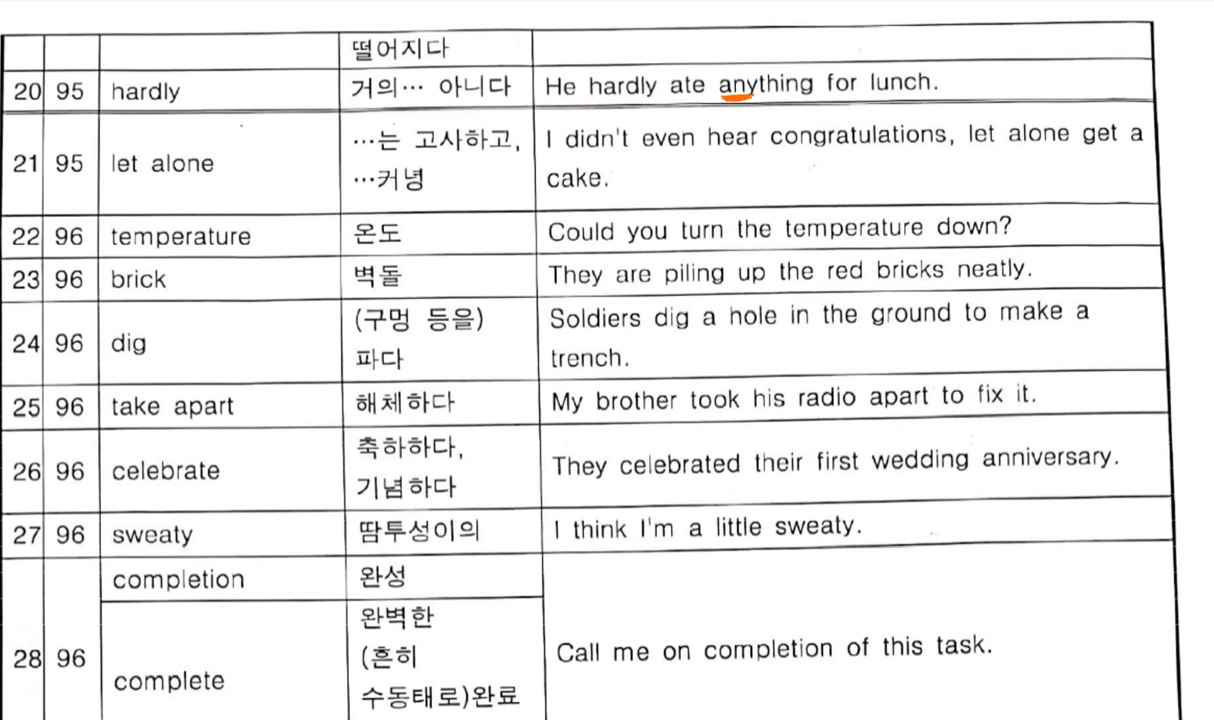 떨어지다
20 95 hardly 거의… 아니다 He hardly ate anything for lunch.
21 95 let alone …는 고사하고, I didn't even hear congratulations, let alone get a
…커녕 cake.
22 96 temperature 온도 Could you turn the temperature down?
23 96 brick 벽돌 They are piling up the red bricks neatly.
24 96 dig (구멍 등을) Soldiers dig a hole in the ground to make a
파다 trench.
25 96 take apart 해체하다 My brother took his radio apart to fix it.
26 96 celebrate 축하하다, They celebrated their first wedding anniversary.
기념하다
27 96 sweaty 땀투성이의 I think I'm a little sweaty.
completion 완성
완벽한
28 96 (흔히 Call me on completion of this task.
complete 수동태로)완료